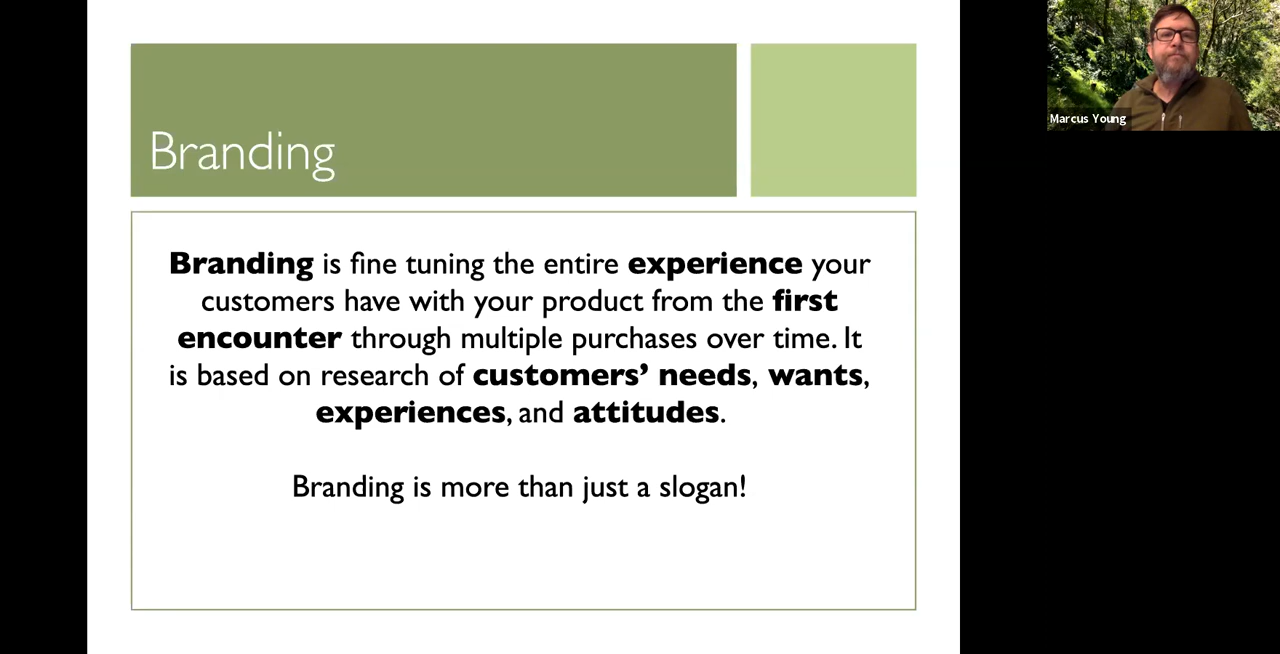 Branding
Branding is fine tuning the entire experience your
customers have with your product from the first
encounter through multiple purchases over time. It
is based on research of customers’ needs, wants,
experiences, and attitudes.
Branding is more than just a slogan!
Marcus Young